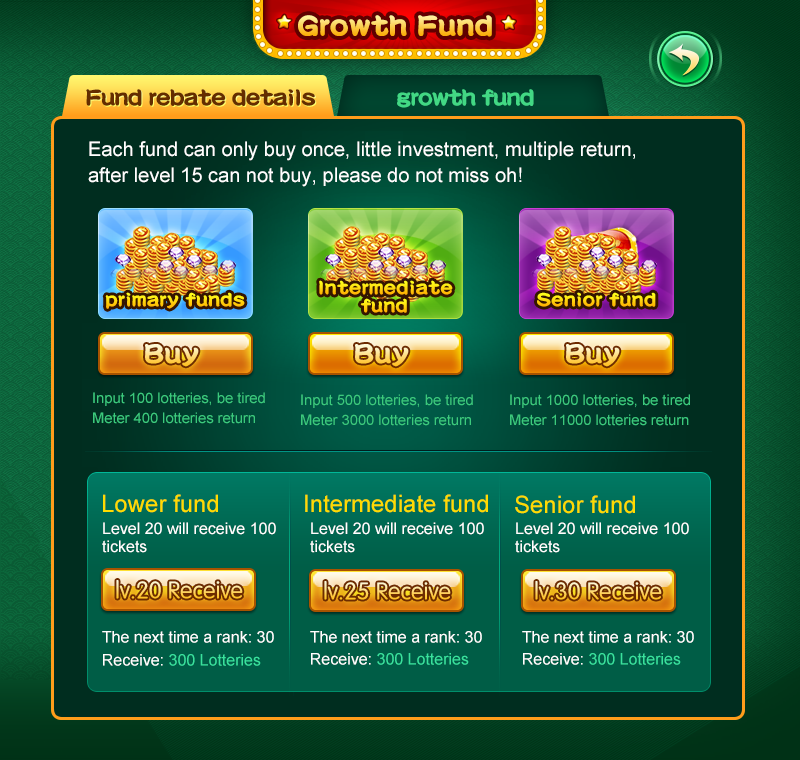 Growth Fund
Fund rebate details
growth fund
Each fund can only buy once, little investment, multiple return,
after level 15 can not buy, please do not miss oh!
primary funds
Intermediate
fund
Senior fund
Buy
Buy
Buy
Input 100 lotteries, be tired
Meter 400 lotteries return
Input 500 lotteries, be tired
Meter 3000 lotteries return
Input 1000 lotteries, be tired
Meter 11000 lotteries return
Lower fund
Level 20 will receive 100
tickets
lv.20 Receive
The next time a rank: 30
Receive: 300 Lotteries
Intermediate fund
Level 20 will receive 100
tickets
lv.25 Receive
The next time a rank: 30
Receive: 300 Lotteries
Senior fund
Level 20 will receive 100
tickets
lv.30 Receive
The next time a rank: 30
Receive: 300 Lotteries